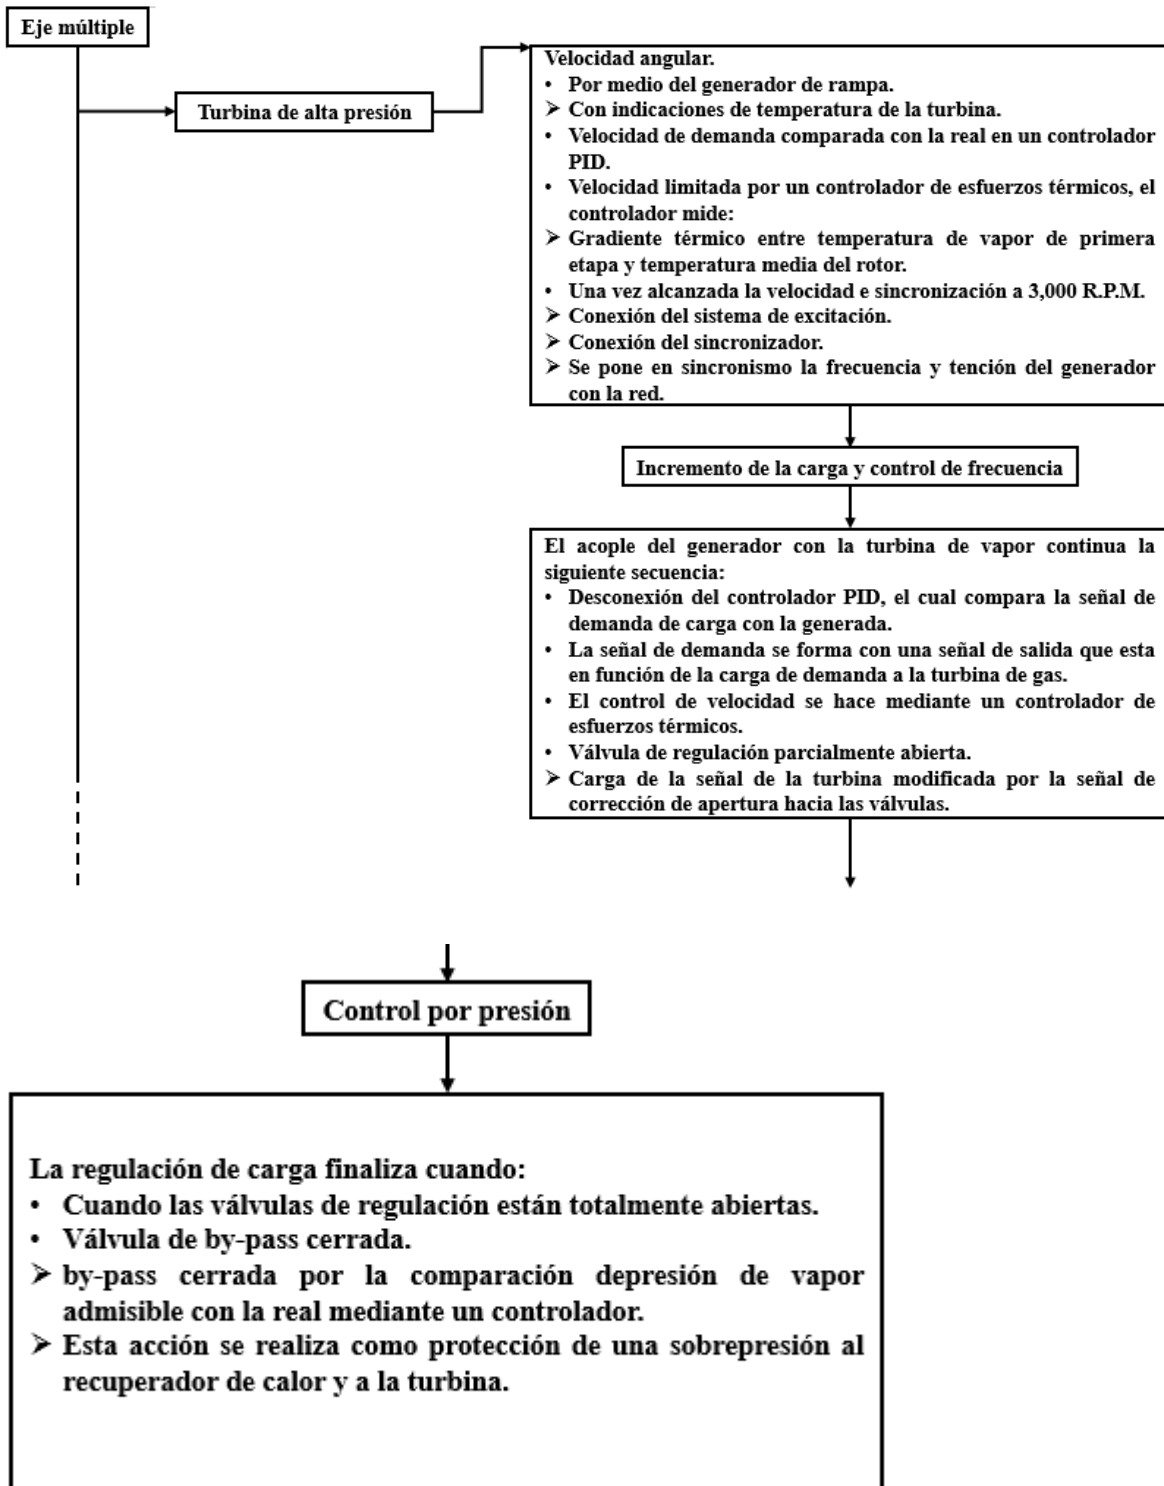 Eje múltiple
Turbina de alta presión
Velocidad angular.
• Por medio del generador de rampa.
➤ Con indicaciones de temperatura de la turbina.
• Velocidad de demanda comparada con la real en un controlador
PID.
• Velocidad limitada por un controlador de esfuerzos térmicos, el
controlador mide:
➤ Gradiente térmico entre temperatura de vapor de primera
etapa y temperatura media del rotor.
• Una vez alcanzada la velocidad e sincronización a 3,000 R.P.M.
➤ Conexión del sistema de excitación.
➤ Conexión del sincronizador.
➤ Se pone en sincronismo la frecuencia y tención del generador
con la red.
Incremento de la carga y control de frecuencia
El acople del generador con la turbina de vapor continua la
siguiente secuencia:
• Desconexión del controlador PID, el cual compara la señal de
demanda de carga con la generada.
• La señal de demanda se forma con una señal de salida que esta
en función de la carga de demanda a la turbina de gas.
• El control de velocidad se hace mediante un controlador de
esfuerzos térmicos.
• Válvula de regulación parcialmente abierta.
➤ Carga de la señal de la turbina modificada por la señal de
corrección de apertura hacia las válvulas.
Control por presión
La regulación de carga finaliza cuando:
• Cuando las válvulas de regulación están totalmente abiertas.
• Válvula de by-pass cerrada.
➤ by-pass cerrada por la comparación depresión de vapor
admisible con la real mediante un controlador.
➤ Esta acción se realiza como protección de una sobrepresión al
recuperador de calor y a la turbina.